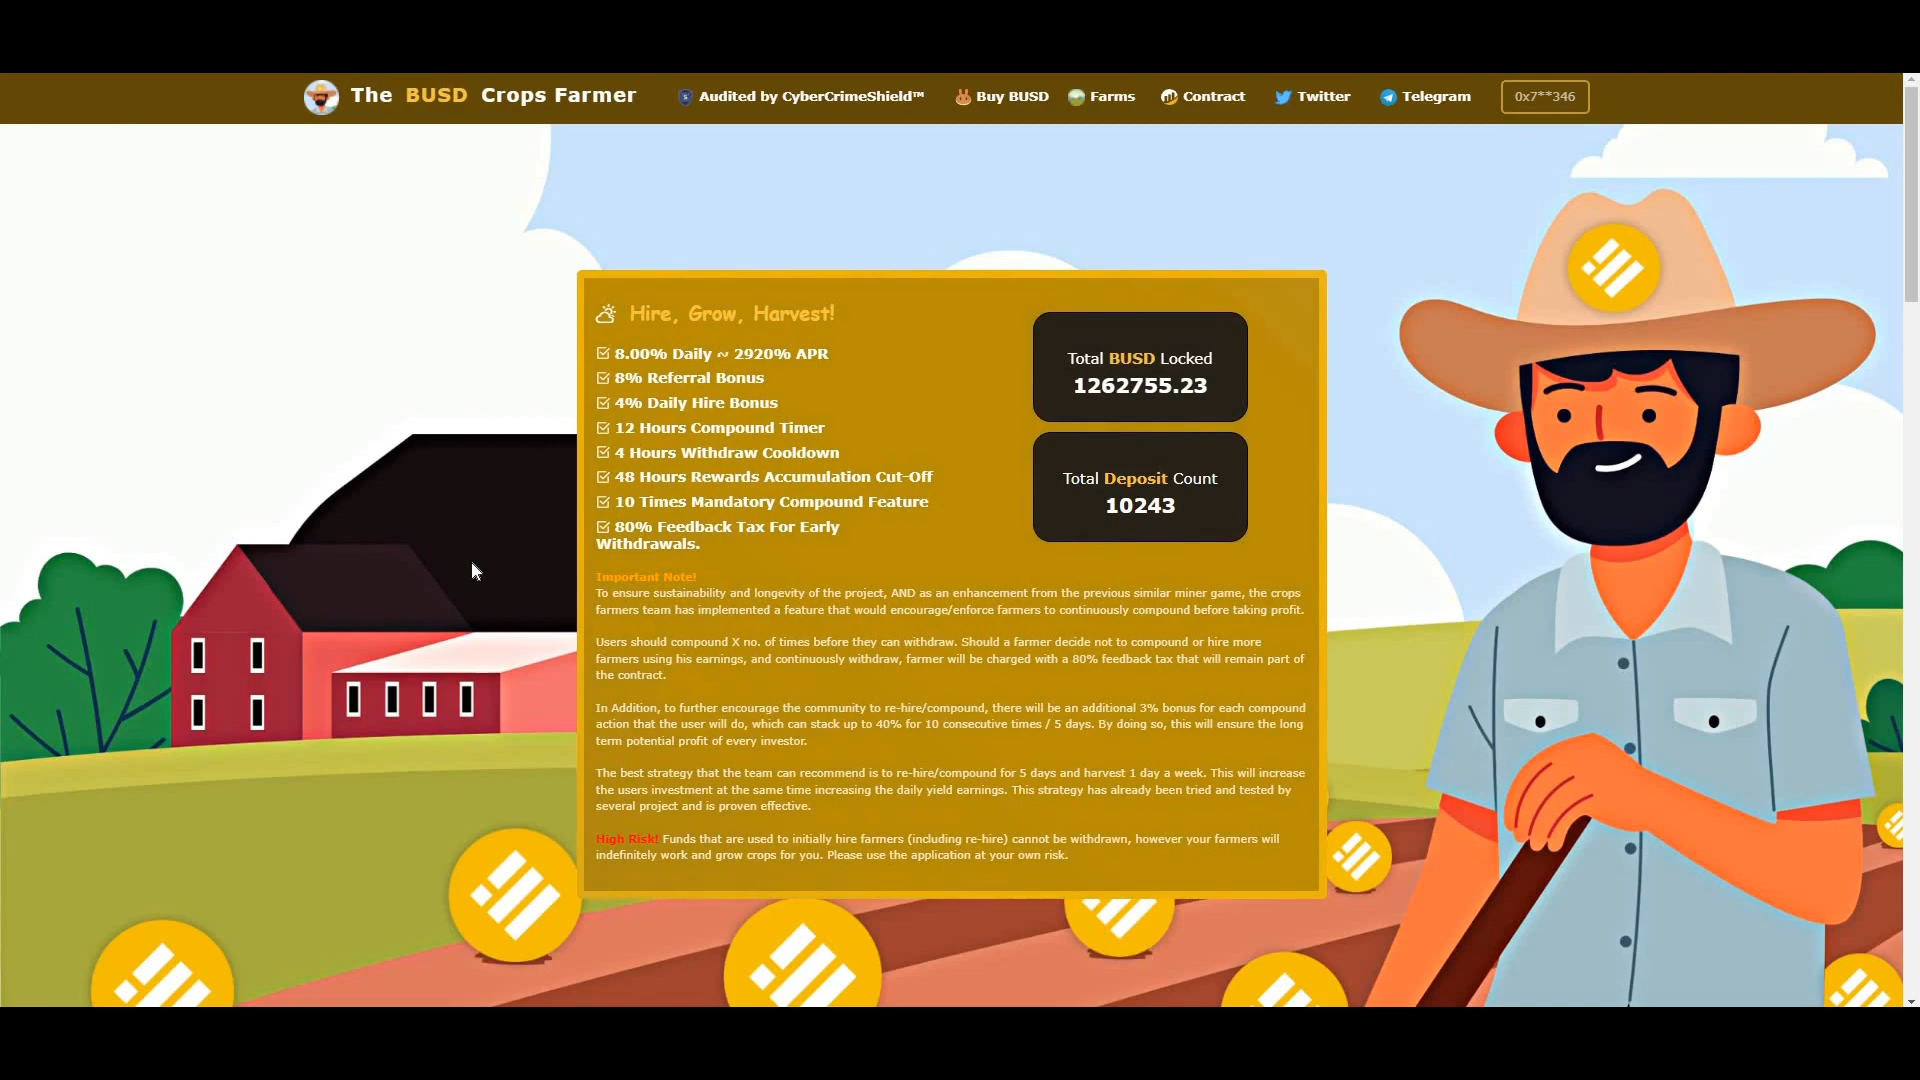 The BUSD Crops Farmer
Audited by CyberCrimeShield™
Buy BUSD
Farms
Contract
Twitter
Telegram
0x7**346
Hire, Grow, Harvest!
8.00% Daily ~ 2920% APR
8% Referral Bonus
4% Daily Hire Bonus
12 Hours Compound Timer
4 Hours Withdraw Cooldown
48 Hours Rewards Accumulation Cut-Off
10 Times Mandatory Compound Feature
80% Feedback Tax For Early
Withdrawals.
Total BUSD Locked
1262755.23
Total Deposit Count
10243
Important Note!
To ensure sustainability and longevity of the project, AND as an enhancement from the previous similar miner game, the crops
farmers team has implemented a feature that would encourage/enforce farmers to continuously compound before taking profit.
Users should compound X no. of times before they can withdraw. Should a farmer decide not to compound or hire more
farmers using his earnings, and continuously withdraw, farmer will be charged with a 80% feedback tax that will remain part of
the contract.
In Addition, to further encourage the community to re-hire/compound, there will be an additional 3% bonus for each compound
action that the user will do, which can stack up to 40% for 10 consecutive times / 5 days. By doing so, this will ensure the long
term potential profit of every investor.
The best strategy that the team can recommend is to re-hire/compound for 5 days and harvest 1 day a week. This will increase
the users investment at the same time increasing the daily yield earnings. This strategy has already been tried and tested by
several project and is proven effective.
High Risk! Funds that are used to initially hire farmers (including re-hire) cannot be withdrawn, however your farmers will
indefinitely work and grow crops for you. Please use the application at your own risk.